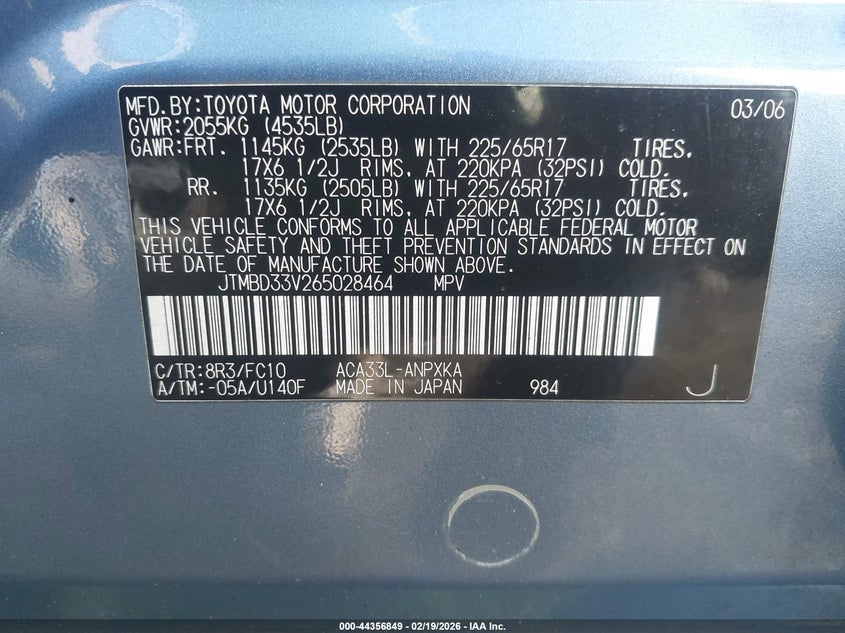 MFD.BY:TOYOTA MOTOR CORPORATION 03/06
GVWR:2055KG (4535LB)
GAWR:FRT. 1145KG (2535LB) WITH 225/65R17 TIRES,
17X6 1/2J RIMS, AT 220KPA (32PSI) COLD.
RR. 1135KG (2505LB) WITH 225/65R17 TIRES,
17X6 1/2J RIMS, AT 220KPA (32PSI) COLD.
THIS VEHICLE CONFORMS TO ALL APPLICABLE FEDERAL MOTOR
VEHICLE SAFETY AND THEFT PREVENTION STANDARDS IN EFFECT ON
THE DATE OF MANUFACTURE SHOWN ABOVE.
JTMBD33V265028464 MPV
C/TR:8R3/FC10 ACA33L-ANPXKA
A/TM:-05A/U140F MADE IN JAPAN 984 J
000-44356849 - 02/19/2026 - IAA Inc.